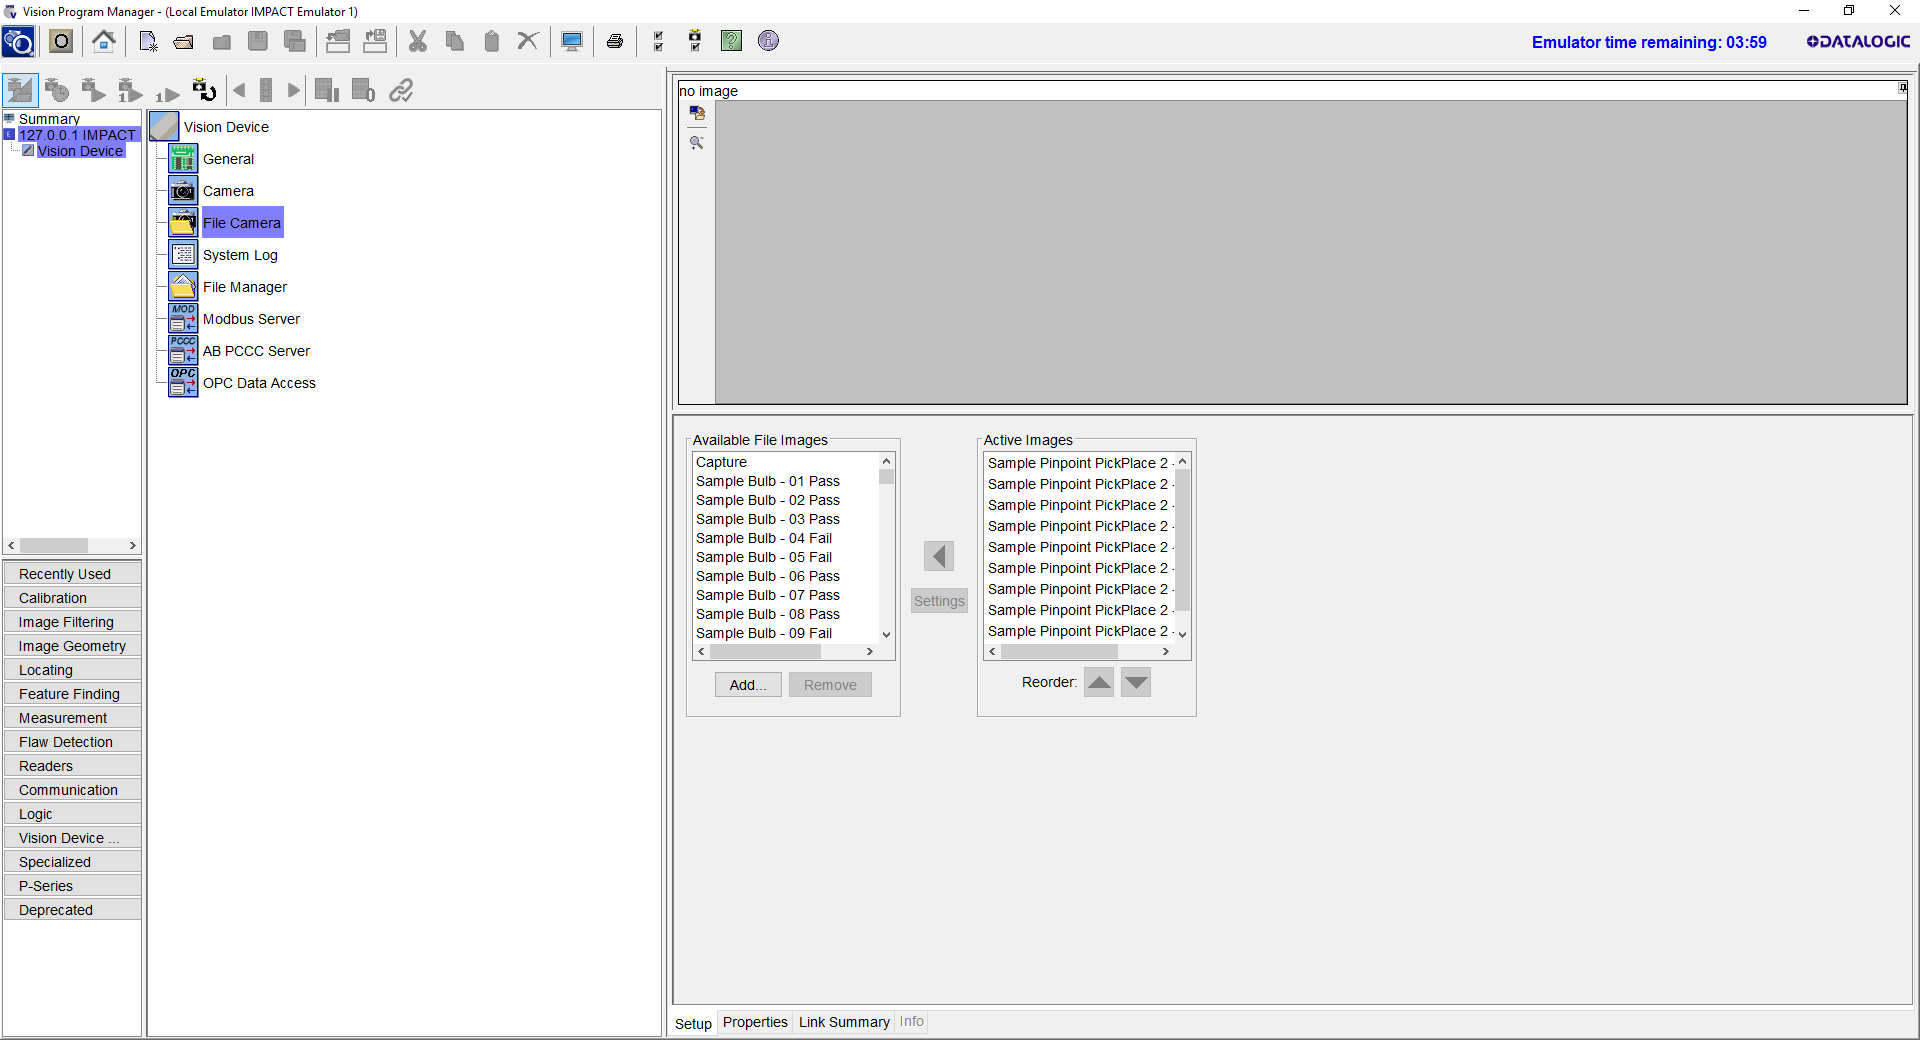 Vision Program Manager - (Local Emulator IMPACT Emulator 1)
Emulator time remaining: 03:59
DATALOGIC
Summary
127.0.0.1 IMPACT
Vision Device
Vision Device
General
Camera
File Camera
System Log
File Manager
MOD
Modbus Server
PCCC
AB PCCC Server
OPC
OPC Data Access
Recently Used
Calibration
Image Filtering
Image Geometry
Locating
Feature Finding
Measurement
Flaw Detection
Readers
Communication
Logic
Vision Device ...
Specialized
P-Series
Deprecated
no image
Available File Images
Capture
Sample Bulb - 01 Pass
Sample Bulb - 02 Pass
Sample Bulb - 03 Pass
Sample Bulb - 04 Fail
Sample Bulb - 05 Fail
Sample Bulb - 06 Pass
Sample Bulb - 07 Pass
Sample Bulb - 08 Pass
Sample Bulb - 09 Fail
Add...
Remove
Settings
Active Images
Sample Pinpoint PickPlace 2 -
Sample Pinpoint PickPlace 2 -
Sample Pinpoint PickPlace 2 -
Sample Pinpoint PickPlace 2 -
Sample Pinpoint PickPlace 2 -
Sample Pinpoint PickPlace 2 -
Sample Pinpoint PickPlace 2 -
Sample Pinpoint PickPlace 2 -
Sample Pinpoint PickPlace 2 -
Reorder:
Setup
Properties
Link Summary
Info